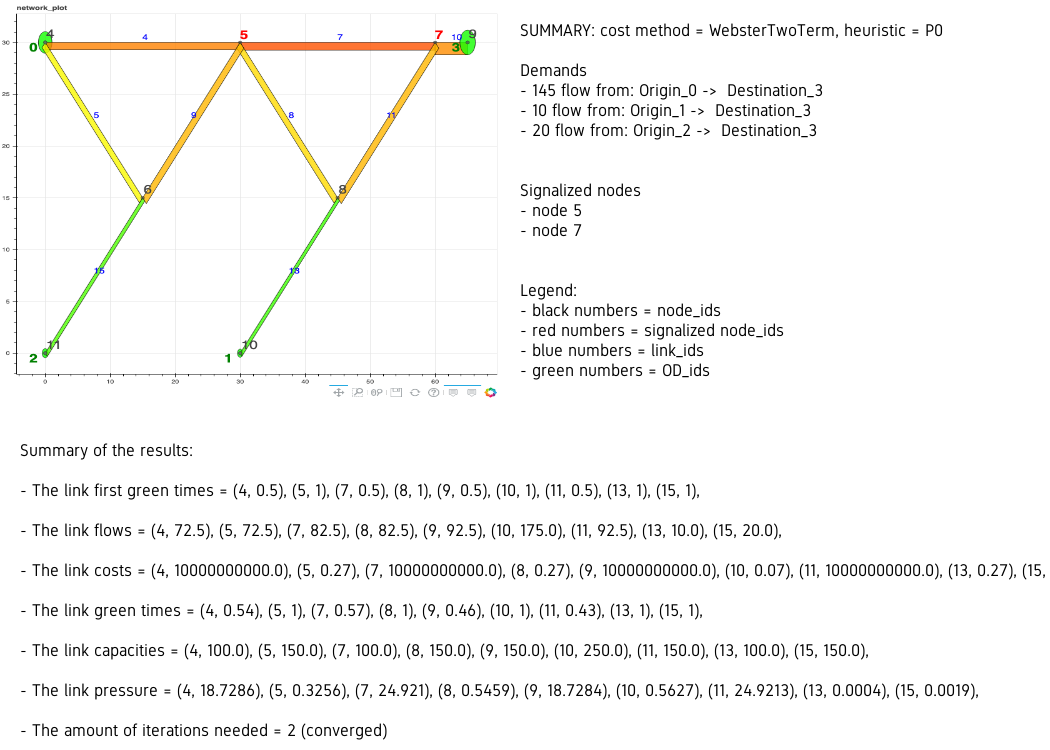 network_plot
SUMMARY: cost method = WebsterTwoTerm, heuristic = P0
Demands
- 145 flow from: Origin_0 -> Destination_3
- 10 flow from: Origin_1 -> Destination_3
- 20 flow from: Origin_2 -> Destination_3
Signalized nodes
- node 5
- node 7
Legend:
- black numbers = node_ids
- red numbers = signalized node_ids
- blue numbers = link_ids
- green numbers = OD_ids
30
25
20
15
10
5
0
0
10
20
30
40
50
60
4
0
4
5
7
7
10
3
9
5
9
8
11
6
8
15
13
11
2
10
1
Summary of the results:
- The link first green times = (4, 0.5), (5, 1), (7, 0.5), (8, 1), (9, 0.5), (10, 1), (11, 0.5), (13, 1), (15, 1),
- The link flows = (4, 72.5), (5, 72.5), (7, 82.5), (8, 82.5), (9, 92.5), (10, 175.0), (11, 92.5), (13, 10.0), (15, 20.0),
- The link costs = (4, 10000000000.0), (5, 0.27), (7, 10000000000.0), (8, 0.27), (9, 10000000000.0), (10, 0.07), (11, 10000000000.0), (13, 0.27), (15,
- The link green times = (4, 0.54), (5, 1), (7, 0.57), (8, 1), (9, 0.46), (10, 1), (11, 0.43), (13, 1), (15, 1),
- The link capacities = (4, 100.0), (5, 150.0), (7, 100.0), (8, 150.0), (9, 150.0), (10, 250.0), (11, 150.0), (13, 100.0), (15, 150.0),
- The link pressure = (4, 18.7286), (5, 0.3256), (7, 24.921), (8, 0.5459), (9, 18.7284), (10, 0.5627), (11, 24.9213), (13, 0.0004), (15, 0.0019),
- The amount of iterations needed = 2 (converged)